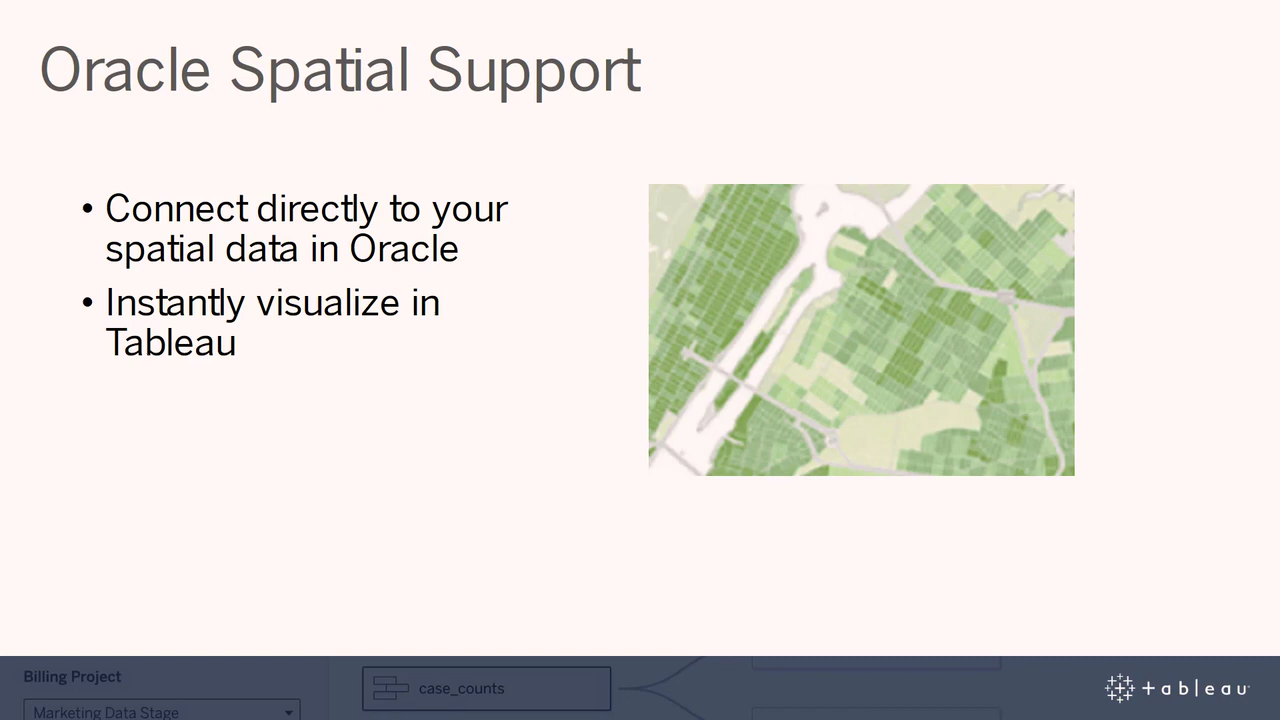 Oracle Spatial Support
• Connect directly to your
spatial data in Oracle
• Instantly visualize in
Tableau
Billing Project
Marketing Data Stage
case_counts
+ableau